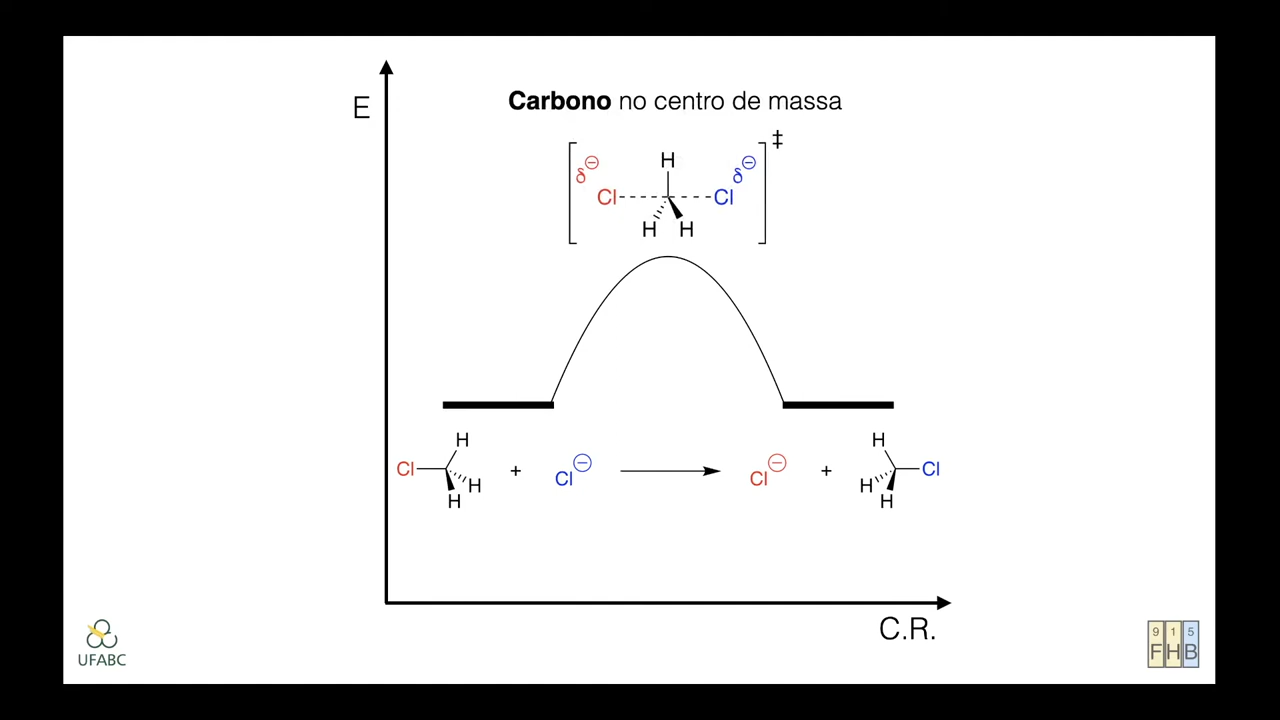 E
Carbono no centro de massa
‡
δ⊖ Cl H H H Cl δ⊖
Cl H H H + Cl⊖ Cl⊖ + H H H Cl
C.R.
UFABC
9 1 5
F H B